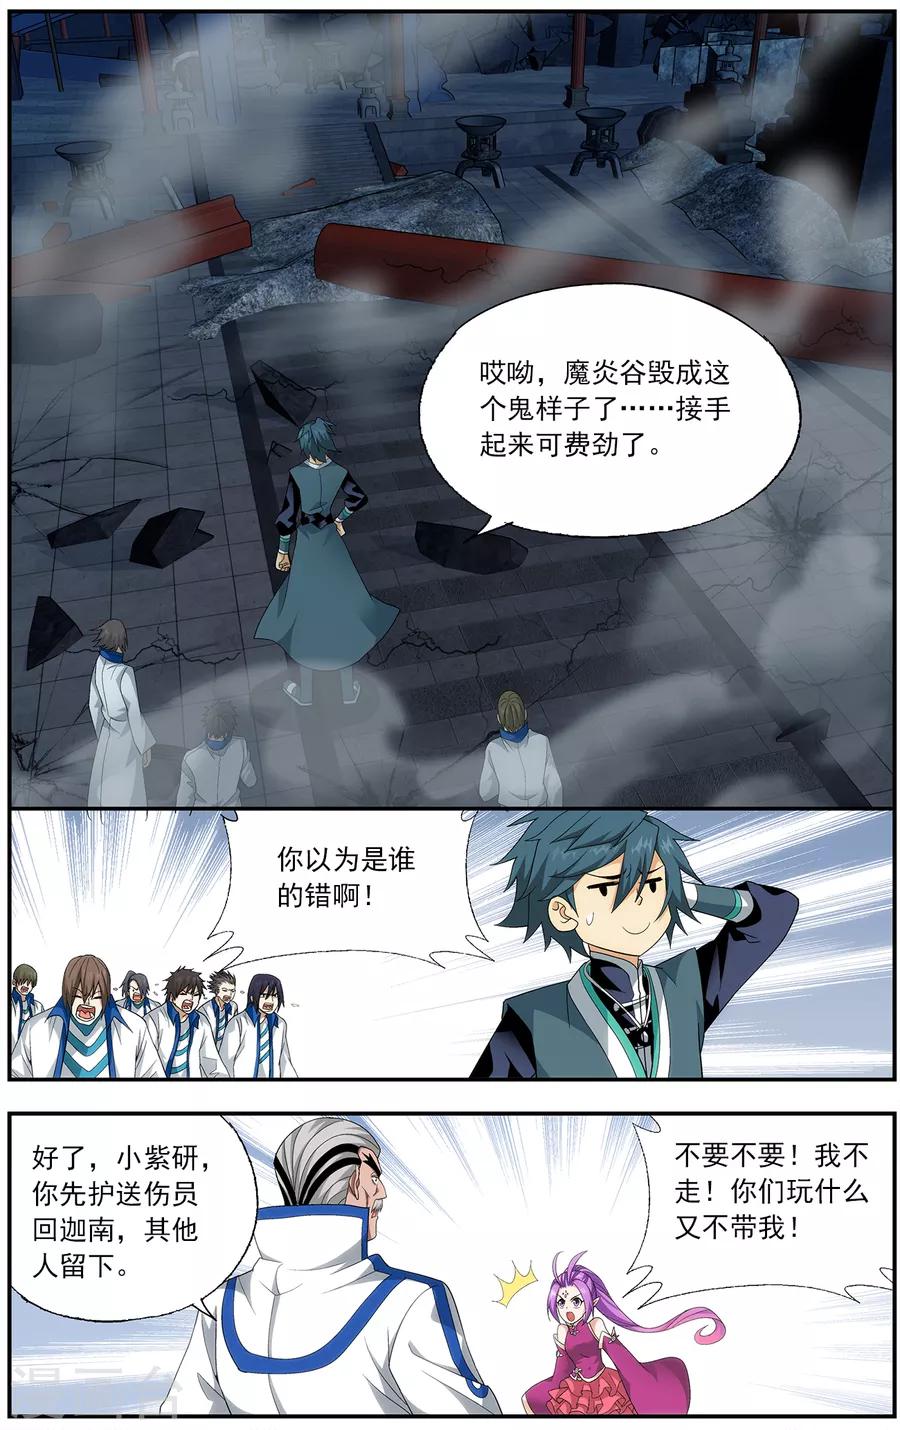 哎呦，魔炎谷毁成这
个鬼样子了……接手
起来可费劲了。
你以为是谁
的错啊！
好了，小紫研，
你先护送伤员
回迦南，其他
人留下。
不要不要！我不
走！你们玩什么
又不带我！
漫画台